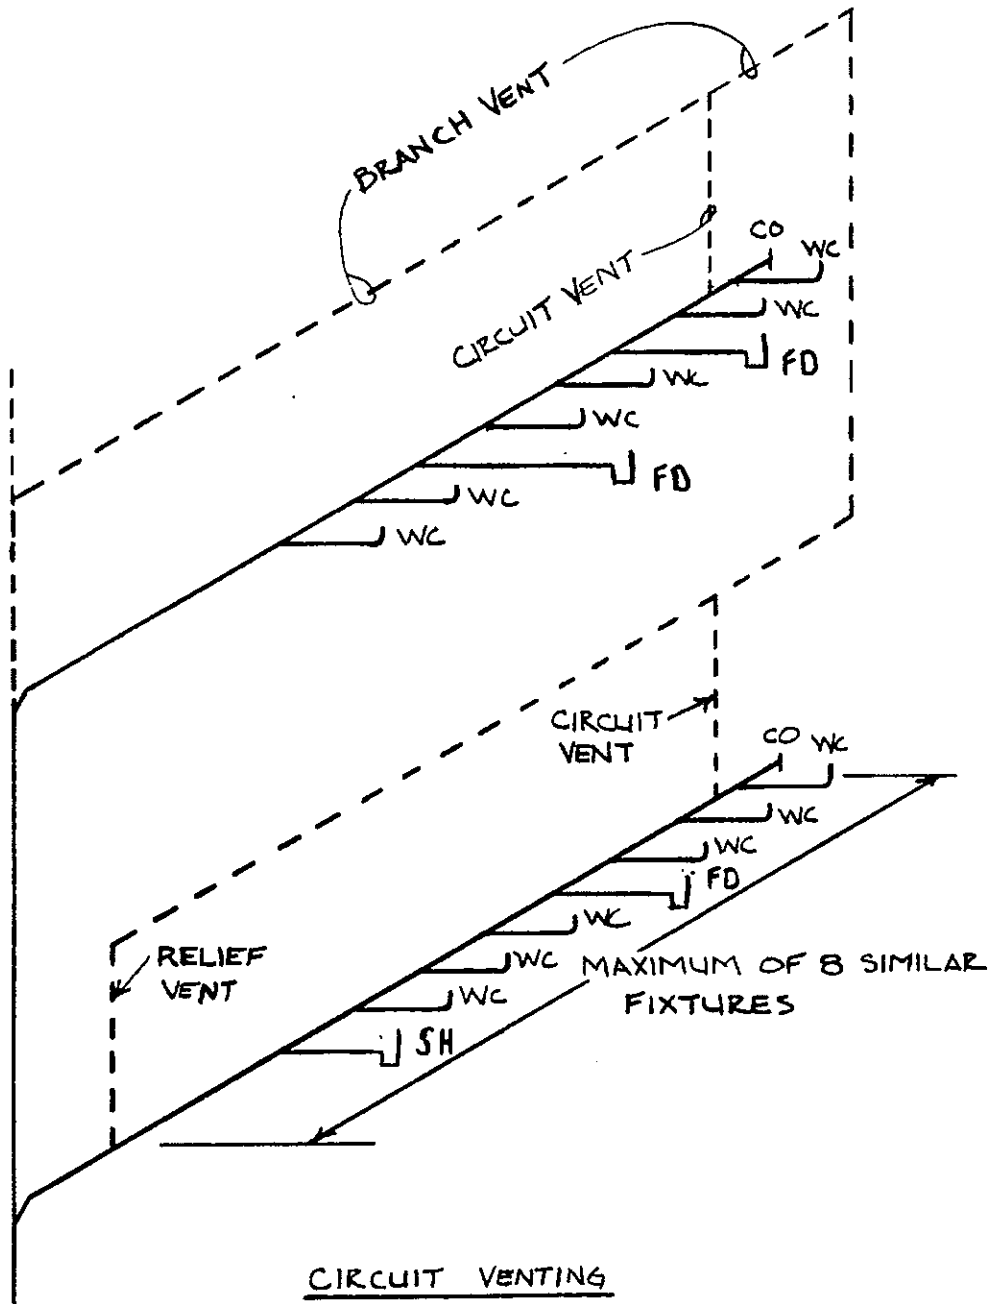 BRANCH VENT
CIRCUIT VENT
CO
WC
WC
FD
WC
WC
FD
WC
WC
CIRCUIT
VENT
CO
WC
WC
WC
FD
WC
WC
WC
SH
RELIEF
VENT
MAXIMUM OF 8 SIMILAR
FIXTURES
CIRCUIT VENTING